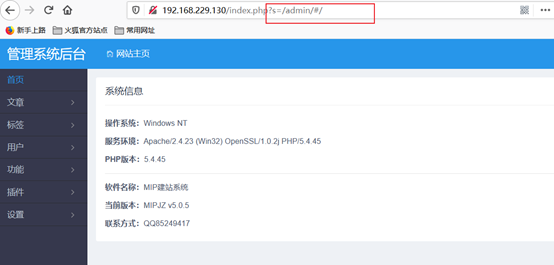 192.168.229.130/index.php?s=/admin/#/
新手上路
火狐官方站点
常用网址
管理系统后台
网站主页
首页
文章
标签
用户
功能
插件
设置
系统信息
操作系统：Windows NT
服务环境：Apache/2.4.23 (Win32) OpenSSL/1.0.2j PHP/5.4.45
PHP版本：5.4.45
软件名称：MIP建站系统
当前版本：MIPJZ v5.0.5
联系方式：QQ85249417